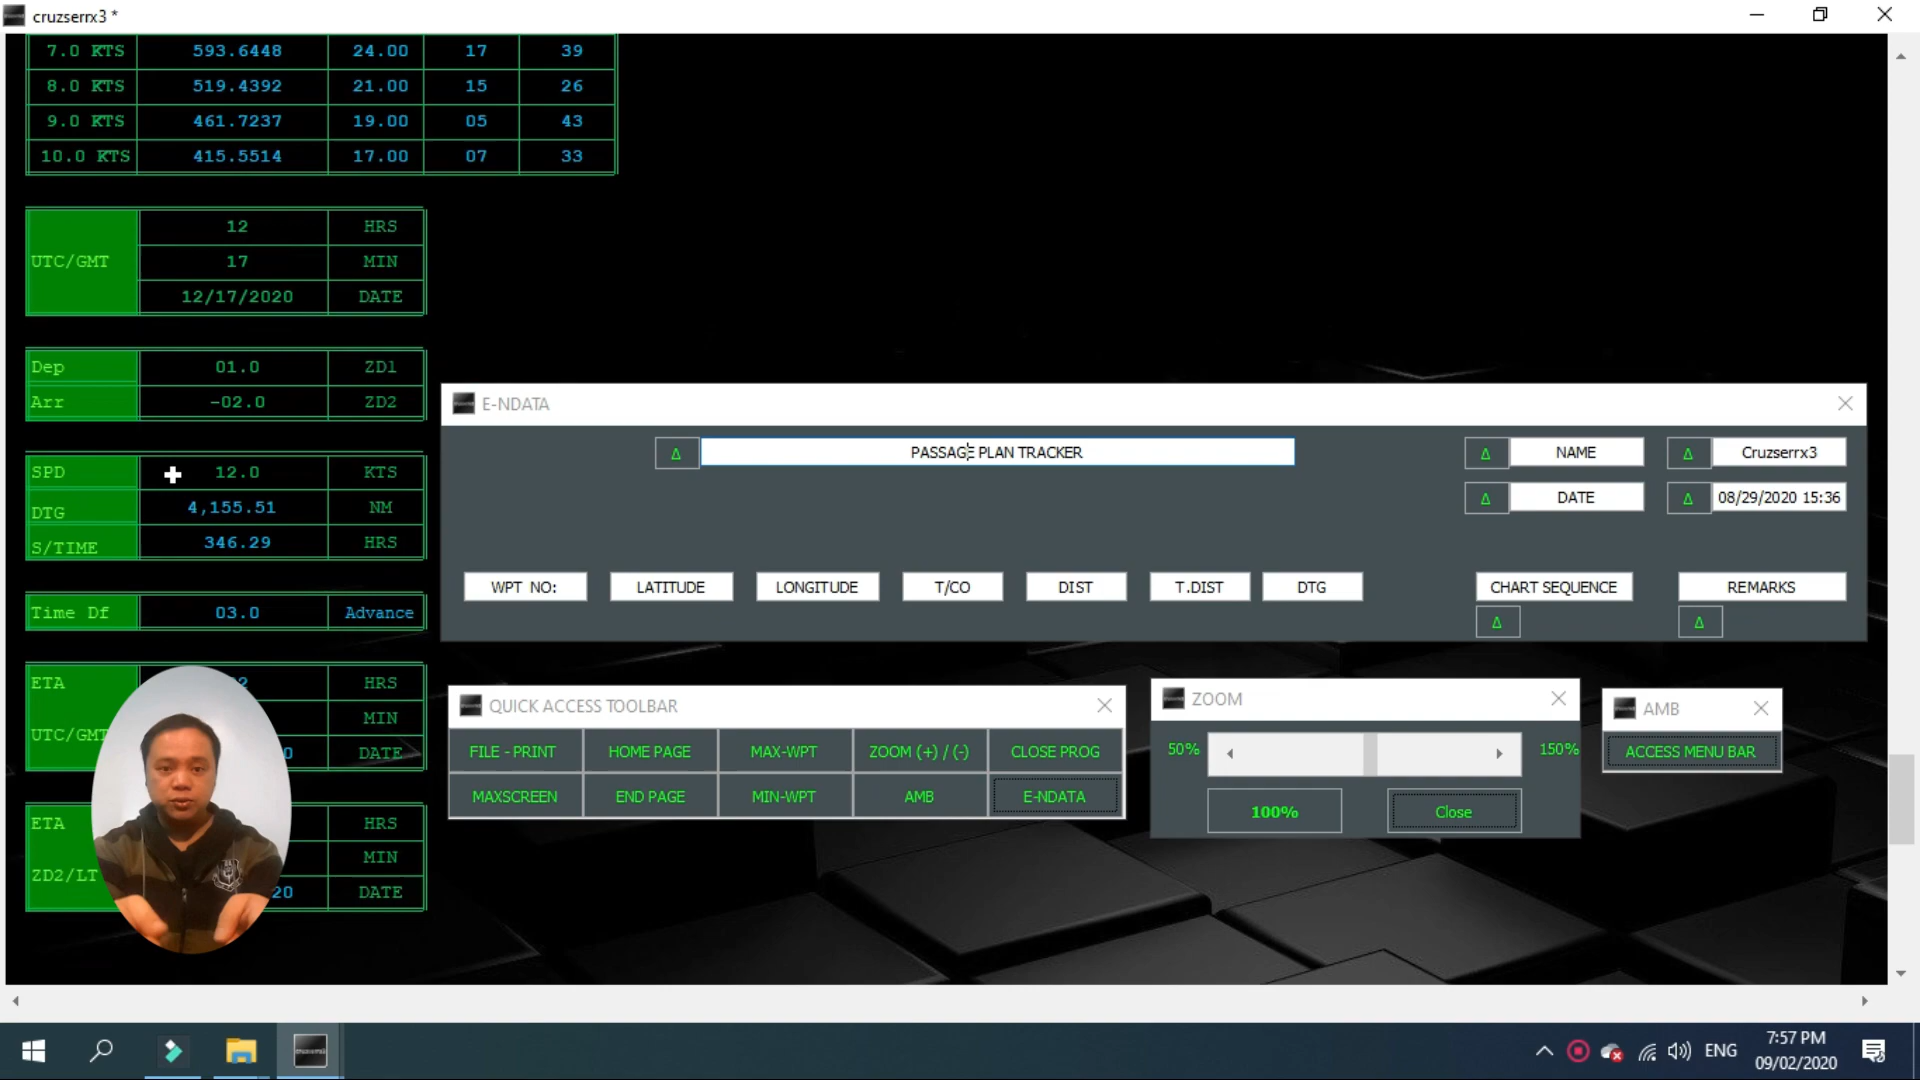 cruzserrx3 *
7.0 KTS 593.6448 24.00 17 39
8.0 KTS 519.4392 21.00 15 26
9.0 KTS 461.7237 19.00 05 43
10.0 KTS 415.5514 17.00 07 33
12 HRS
UTC/GMT 17 MIN
12/17/2020 DATE
Dep 01.0 ZD1
Arr -02.0 ZD2
SPD 12.0 KTS
DTG 4,155.51 NM
S/TIME 346.29 HRS
Time Df 03.0 Advance
ETA HRS
UTC/GMT MIN
DATE
ETA HRS
MIN
ZD2/LT
20 DATE
E-NDATA
Δ PASSAGE PLAN TRACKER Δ NAME Δ Cruzserrx3
Δ DATE Δ 08/29/2020 15:36
WPT NO: LATITUDE LONGITUDE T/CO DIST T.DIST DTG CHART SEQUENCE REMARKS
Δ Δ
QUICK ACCESS TOOLBAR
FILE - PRINT HOME PAGE MAX-WPT ZOOM (+) / (-) CLOSE PROG
MAXSCREEN END PAGE MIN-WPT AMB E-NDATA
ZOOM
50% 150%
100% Close
AMB
ACCESS MENU BAR
ENG
7:57 PM
09/02/2020